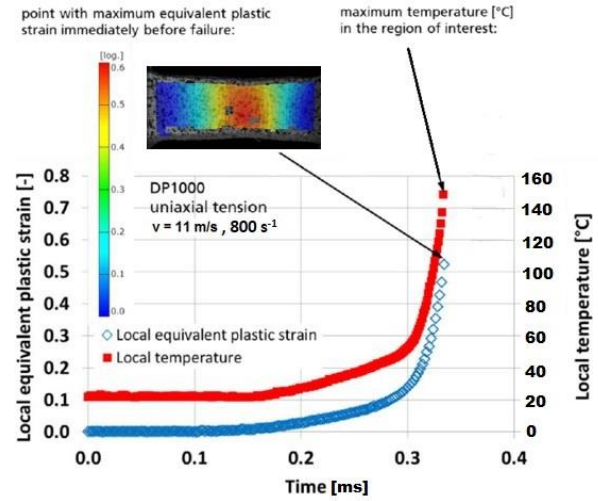 point with maximum equivalent plastic
strain immediately before failure:
maximum temperature [°C]
in the region of interest:
[log.]
0.6
0.5
0.4
0.3
0.2
0.1
0.0
DP1000
uniaxial tension
v = 11 m/s , 800 s⁻¹
Local equivalent plastic strain
Local temperature
Local equivalent plastic strain [-]
0.8
0.7
0.6
0.5
0.4
0.3
0.2
0.1
0.0
160
140
120
100
80
60
40
20
0
Local temperature [°C]
0.0 0.1 0.2 0.3 0.4
Time [ms]